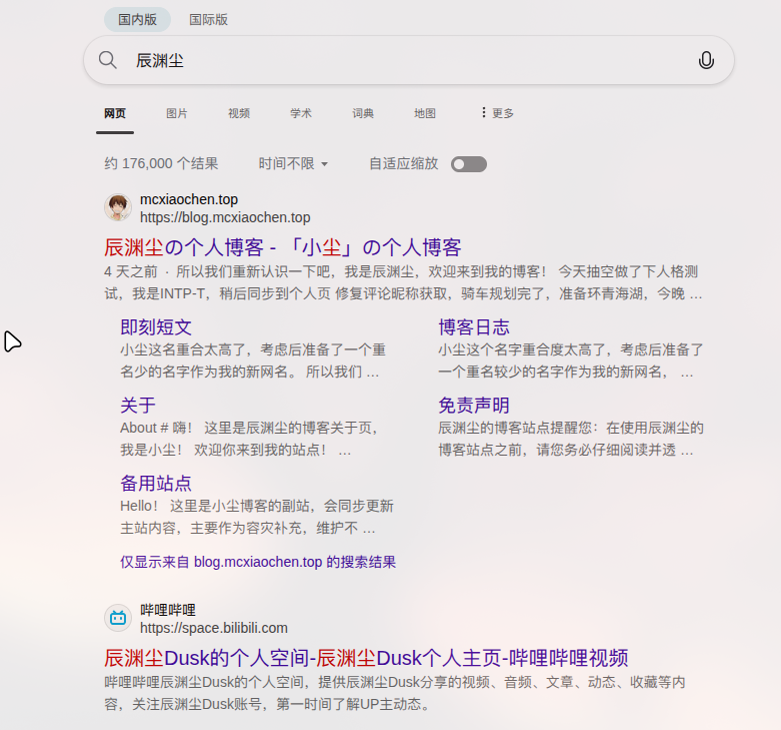 国内版 国际版
辰渊尘
网页 图片 视频 学术 词典 地图 更多
约 176,000 个结果 时间不限 自适应缩放
mcxiaochen.top
https://blog.mcxiaochen.top
辰渊尘の个人博客 - 「小尘」の个人博客
4 天之前 · 所以我们重新认识一下吧，我是辰渊尘，欢迎来到我的博客！ 今天抽空做了下人格测
试，我是INTP-T，稍后同步到个人页 修复评论昵称获取，骑车规划完了，准备环青海湖，今晚 ...
即刻短文
小尘这名重合太高了，考虑后准备了一个重
名少的名字作为我的新网名。 所以我们 ...
博客日志
小尘这个名字重合度太高了，考虑后准备了
一个重名较少的名字作为我的新网名， ...
关于
About # 嗨！ 这里是辰渊尘的博客关于页，
我是小尘！ 欢迎你来到我的站点！ ...
免责声明
辰渊尘的博客站点提醒您：在使用辰渊尘的
博客站点之前，请您务必仔细阅读并透 ...
备用站点
Hello！ 这里是小尘博客的副站，会同步更新
主站内容，主要作为容灾补充，维护不 ...
仅显示来自 blog.mcxiaochen.top 的搜索结果
哔哩哔哩
https://space.bilibili.com
辰渊尘Dusk的个人空间-辰渊尘Dusk个人主页-哔哩哔哩视频
哔哩哔哩辰渊尘Dusk的个人空间，提供辰渊尘Dusk分享的视频、音频、文章、动态、收藏等内
容，关注辰渊尘Dusk账号，第一时间了解UP主动态。